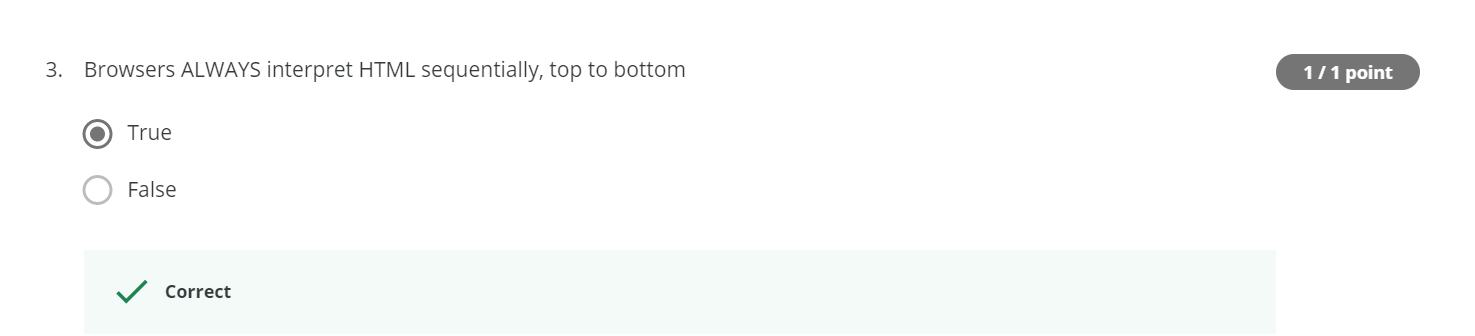 3. Browsers ALWAYS interpret HTML sequentially, top to bottom
1 / 1 point
True
False
Correct